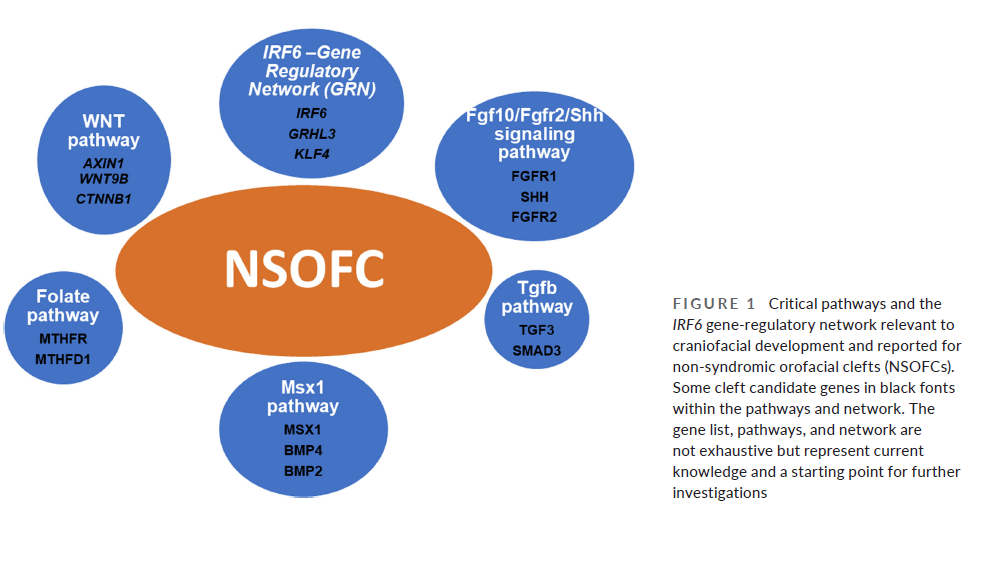 IRF6 –Gene
Regulatory
Network (GRN)
IRF6
GRHL3
KLF4
WNT
pathway
AXIN1
WNT9B
CTNNB1
Fgf10/Fgfr2/Shh
signaling
pathway
FGFR1
SHH
FGFR2
NSOFC
Folate
pathway
MTHFR
MTHFD1
Tgfb
pathway
TGF3
SMAD3
Msx1
pathway
MSX1
BMP4
BMP2
FIGURE 1 Critical pathways and the
IRF6 gene-regulatory network relevant to
craniofacial development and reported for
non-syndromic orofacial clefts (NSOFCs).
Some cleft candidate genes in black fonts
within the pathways and network. The
gene list, pathways, and network are
not exhaustive but represent current
knowledge and a starting point for further
investigations